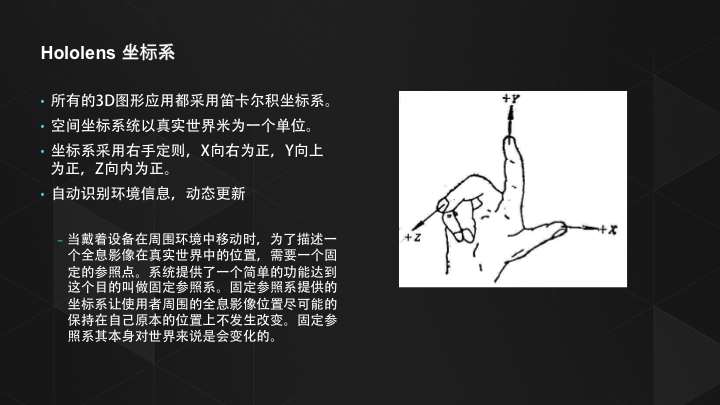 Hololens 坐标系
• 所有的3D图形应用都采用笛卡尔积坐标系。
• 空间坐标系统以真实世界米为一个单位。
• 坐标系采用右手定则，X向右为正，Y向上
为正，Z向内为正。
• 自动识别环境信息，动态更新
– 当戴着设备在周围环境中移动时，为了描述一
个全息影像在真实世界中的位置，需要一个固
定的参照点。系统提供了一个简单的功能达到
这个目的叫做固定参照系。固定参照系提供的
坐标系让使用者周围的全息影像位置尽可能的
保持在自己原本的位置上不发生改变。固定参
照系其本身对世界来说是会变化的。
+Y
+Z
+X